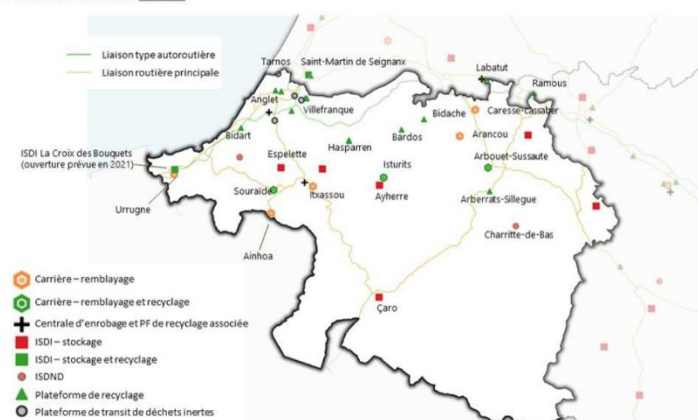 Liaison type autoroutière
Liaison routière principale
Tarnos
Saint-Martin de Seignanx
Labatut
Ramous
Anglet
Villefranque
Bidache
Caresse-cassaber
Bidart
Bardos
Arancou
Hasparren
ISDI La Croix des Bouquets
(ouverture prévue en 2021)
Espelette
Isturits
Arbouet-Sussaute
Souraïde
Itxassou
Ayherre
Arberrats-Sillegue
Urrugne
Charritte-de-Bas
Ainhoa
Çaro
Carrière – remblayage
Carrière – remblayage et recyclage
Centrale d'enrobage et PF de recyclage associée
ISDI – stockage
ISDI – stockage et recyclage
ISDND
Plateforme de recyclage
Plateforme de transit de déchets inertes